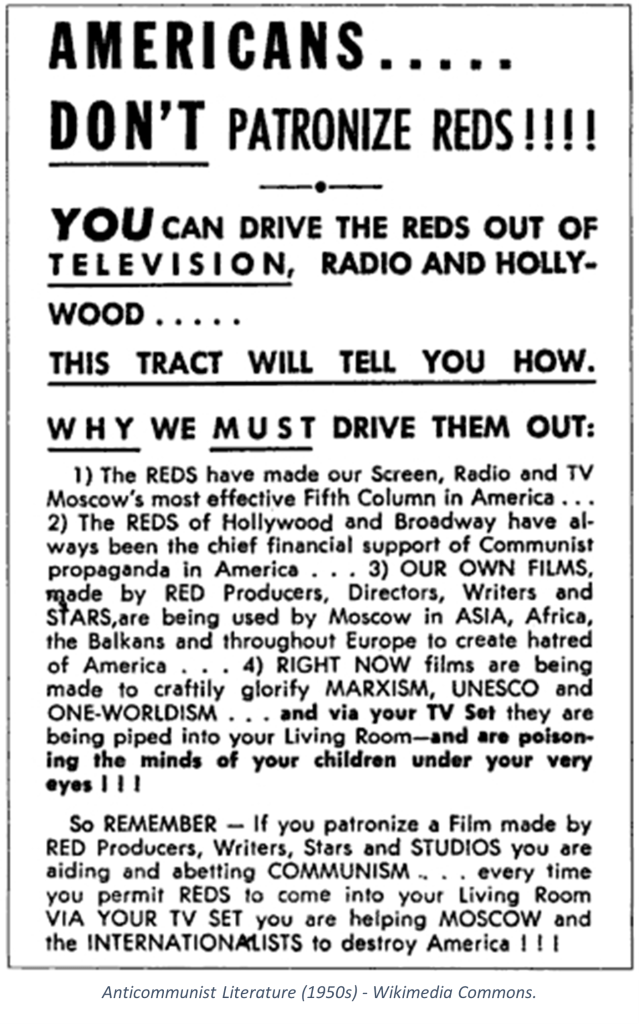 AMERICANS.....
DON'T PATRONIZE REDS!!!!
YOU CAN DRIVE THE REDS OUT OF
TELEVISION, RADIO AND HOLLY-
WOOD.....
THIS TRACT WILL TELL YOU HOW.
WHY WE MUST DRIVE THEM OUT:
1) The REDS have made our Screen, Radio and TV
Moscow's most effective Fifth Column in America . . .
2) The REDS of Hollywood and Broadway have al-
ways been the chief financial support of Communist
propaganda in America . . . 3) OUR OWN FILMS,
made by RED Producers, Directors, Writers and
STARS,are being used by Moscow in ASIA, Africa,
the Balkans and throughout Europe to create hatred
of America . . . 4) RIGHT NOW films are being
made to craftily glorify MARXISM, UNESCO and
ONE-WORLDISM . . . and via your TV Set they are
being piped into your Living Room—and are poison-
ing the minds of your children under your very
eyes ! ! !
So REMEMBER — If you patronize a Film made by
RED Producers, Writers, Stars and STUDIOS you are
aiding and abetting COMMUNISM . . . every time
you permit REDS to come into your Living Room
VIA YOUR TV SET you are helping MOSCOW and
the INTERNATIONALISTS to destroy America ! ! !
Anticommunist Literature (1950s) - Wikimedia Commons.